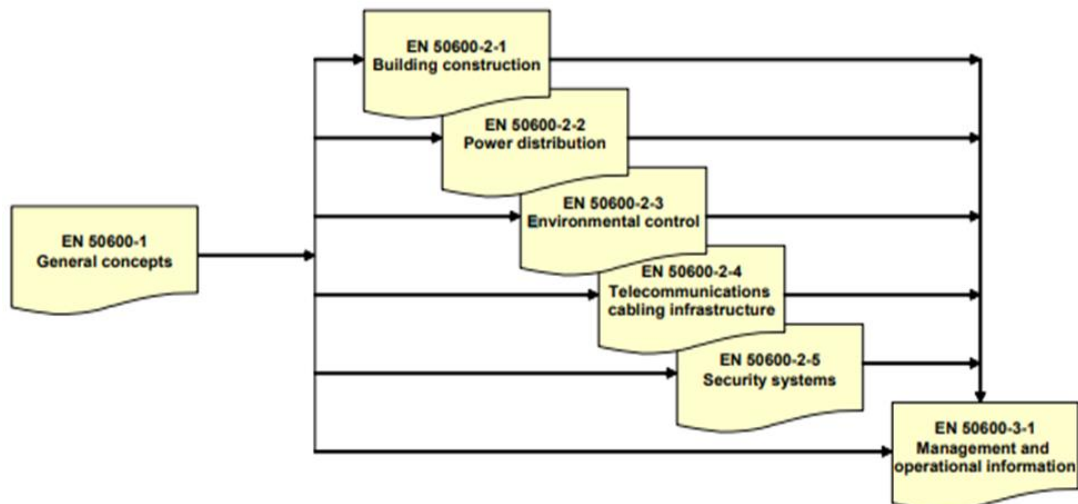 EN 50600-2-1
Building construction
EN 50600-2-2
Power distribution
EN 50600-2-3
Environmental control
EN 50600-1
General concepts
EN 50600-2-4
Telecommunications
cabling infrastructure
EN 50600-2-5
Security systems
EN 50600-3-1
Management and
operational information